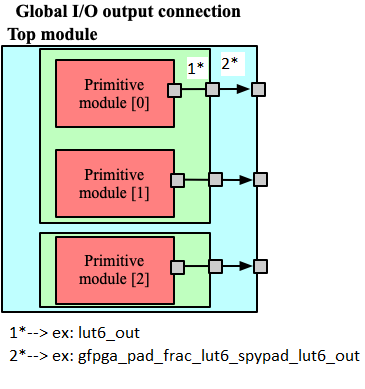 Global I/O output connection
Top module
1* 2*
Primitive
module [0]
Primitive
module [1]
Primitive
module [2]
1*--> ex: lut6_out
2*--> ex: gfpga_pad_frac_lut6_spypad_lut6_out